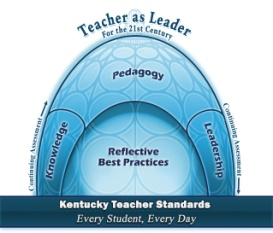 Teacher as Leader
For the 21st Century
Pedagogy
Continuing Assessment
Knowledge
Reflective
Best Practices
Leadership
Continuing Assessment
Kentucky Teacher Standards
Every Student, Every Day